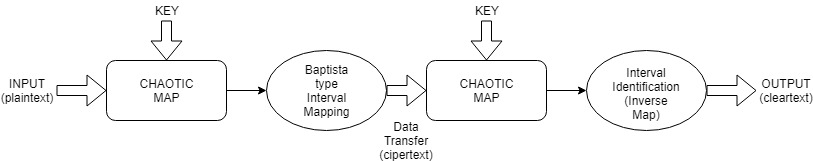 KEY
KEY
INPUT
(plaintext)
CHAOTIC
MAP
Baptista
type
Interval
Mapping
Data
Transfer
(cipertext)
CHAOTIC
MAP
Interval
Identification
(Inverse
Map)
OUTPUT
(cleartext)